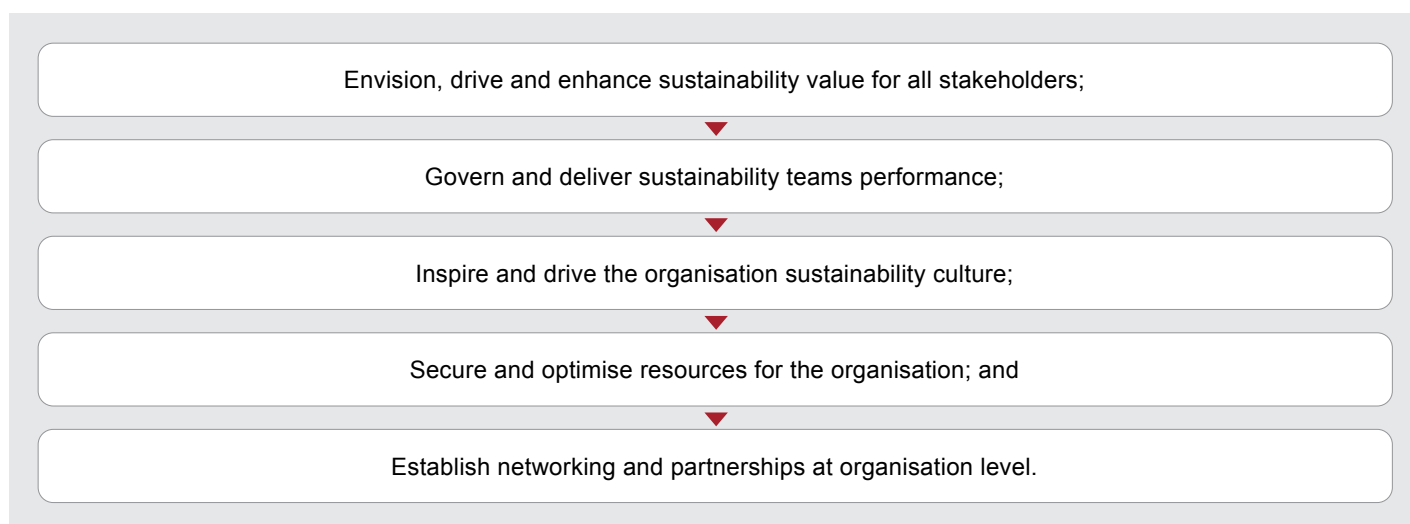 Envision, drive and enhance sustainability value for all stakeholders;
Govern and deliver sustainability teams performance;
Inspire and drive the organisation sustainability culture;
Secure and optimise resources for the organisation; and
Establish networking and partnerships at organisation level.